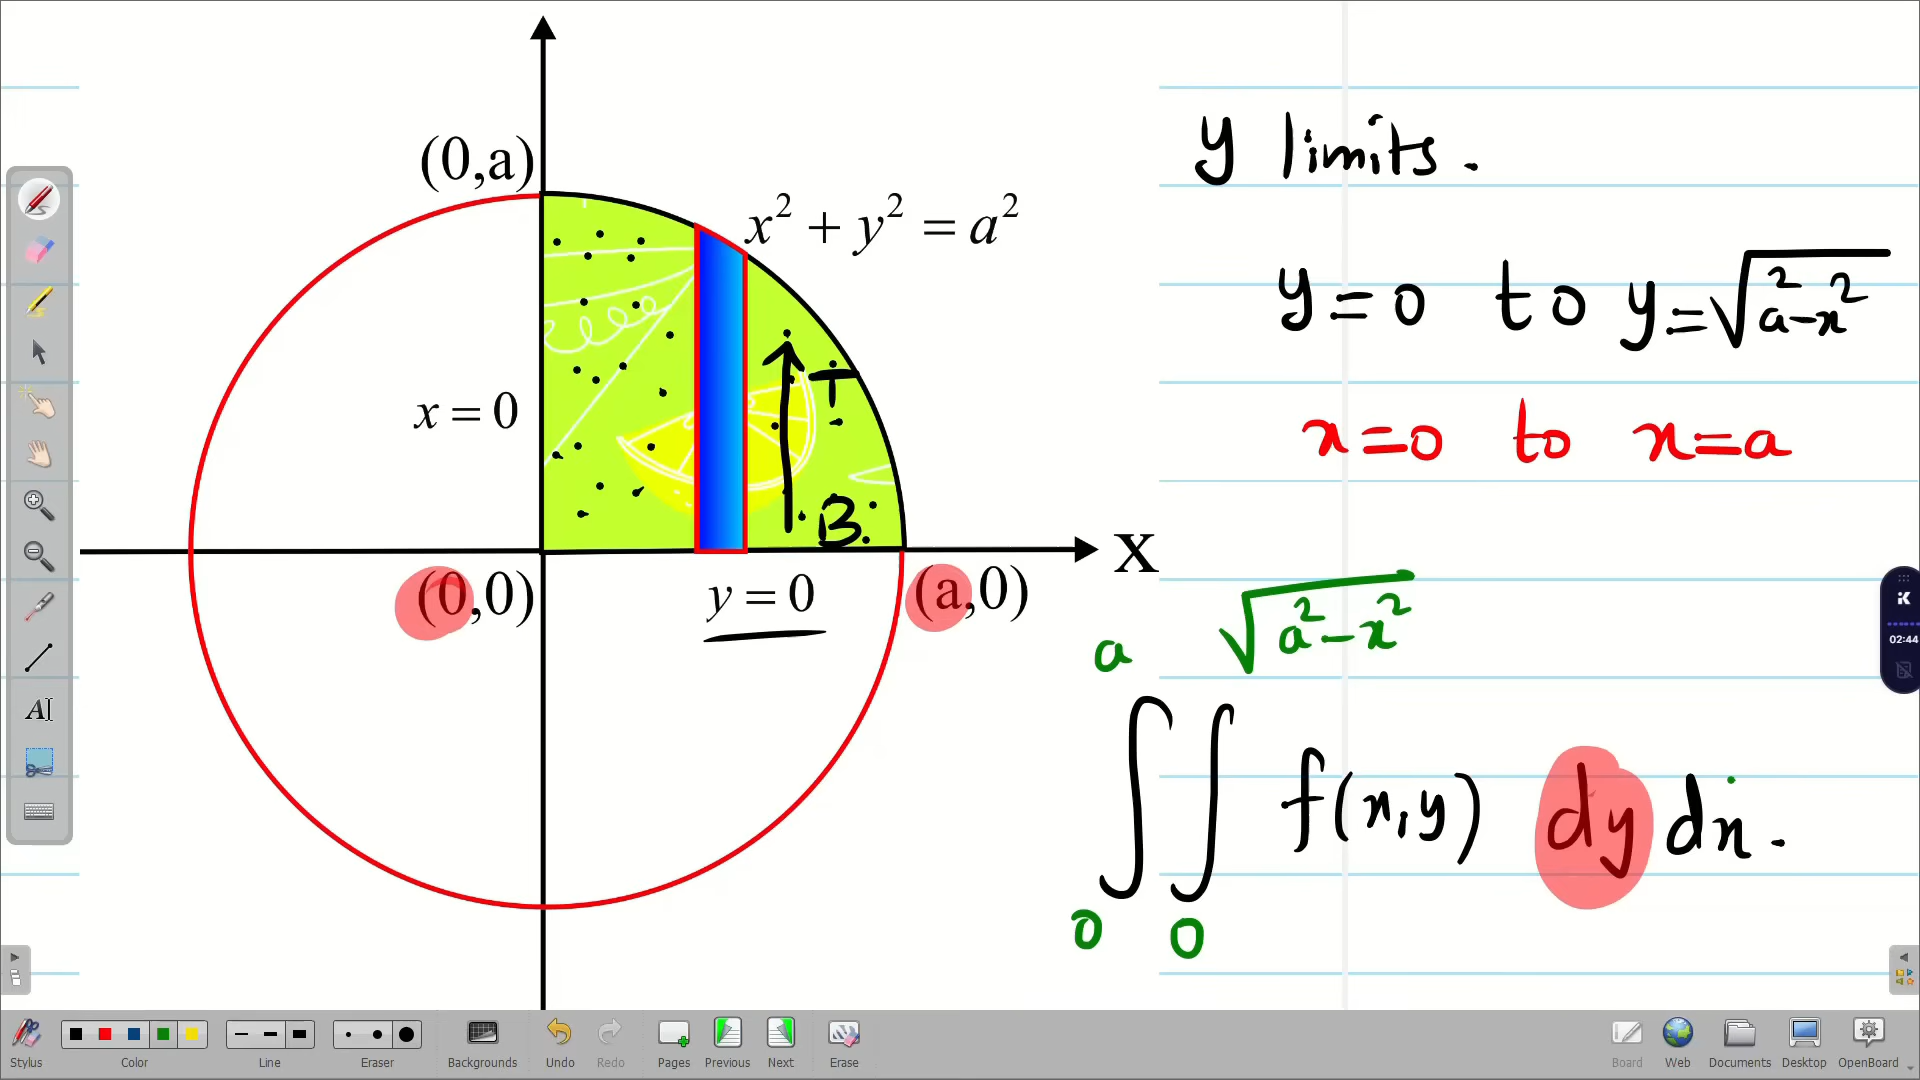 (0,a)
x² + y² = a²
x = 0
T
B
X
(0,0)
y = 0
(a,0)
y limits.
y = 0 to y = √a²-x²
x = 0 to x = a
a √a²-x²
∫∫ f(x,y) dy dx.
0 0
02:44
Stylus
Color
Line
Eraser
Backgrounds
Undo
Redo
Pages
Previous
Next
Erase
Board
Web
Documents
Desktop
OpenBoard